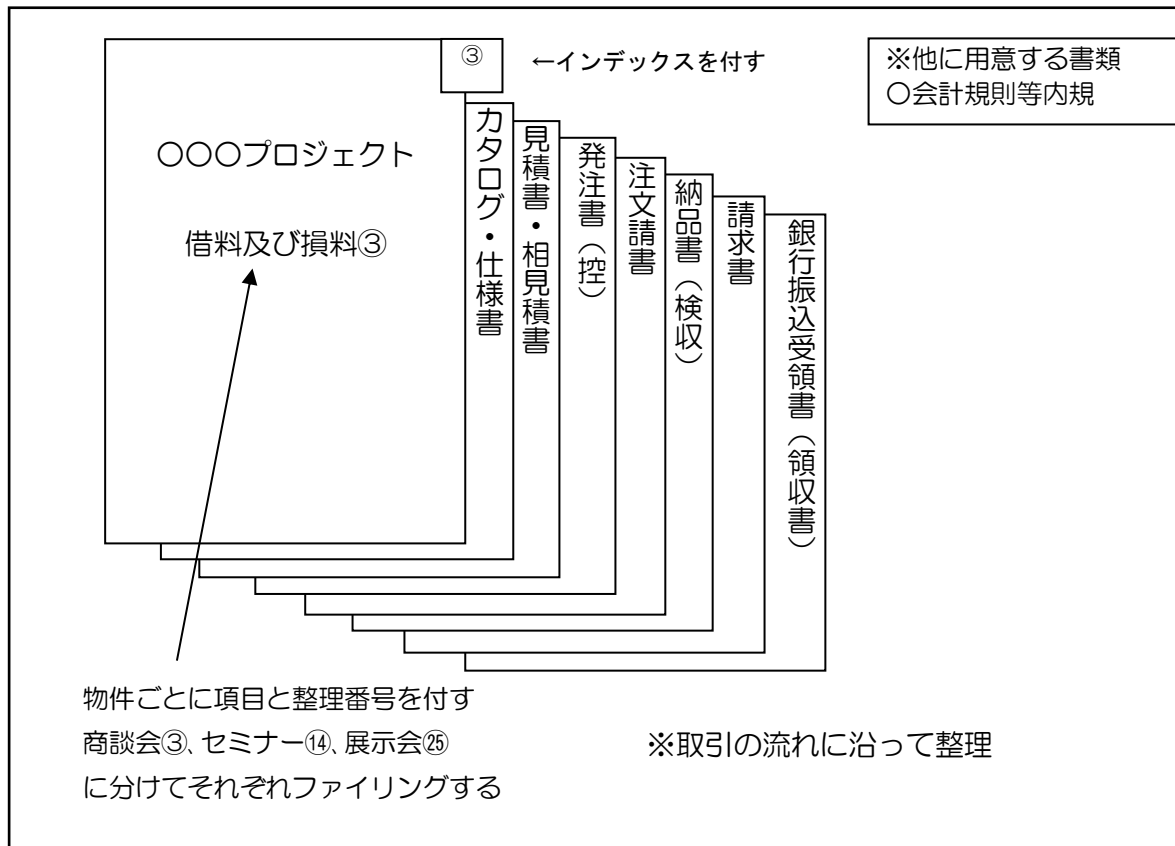 ③
←インデックスを付す
※他に用意する書類
○会計規則等内規
○○○プロジェクト
借料及び損料③
カタログ・仕様書
見積書・相見積書
発注書（控）
注文請書
納品書（検収）
請求書
銀行振込受領書（領収書）
物件ごとに項目と整理番号を付す
商談会③、セミナー⑭、展示会㉕
に分けてそれぞれファイリングする
※取引の流れに沿って整理